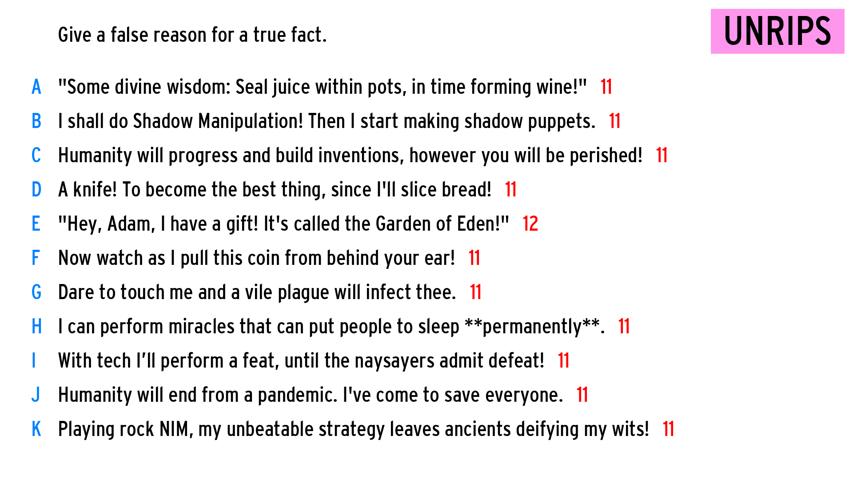 Give a false reason for a true fact.
UNRIPS
A "Some divine wisdom: Seal juice within pots, in time forming wine!" 11
B I shall do Shadow Manipulation! Then I start making shadow puppets. 11
C Humanity will progress and build inventions, however you will be perished! 11
D A knife! To become the best thing, since I'll slice bread! 11
E "Hey, Adam, I have a gift! It's called the Garden of Eden!" 12
F Now watch as I pull this coin from behind your ear! 11
G Dare to touch me and a vile plague will infect thee. 11
H I can perform miracles that can put people to sleep **permanently**. 11
I With tech I’ll perform a feat, until the naysayers admit defeat! 11
J Humanity will end from a pandemic. I've come to save everyone. 11
K Playing rock NIM, my unbeatable strategy leaves ancients deifying my wits! 11